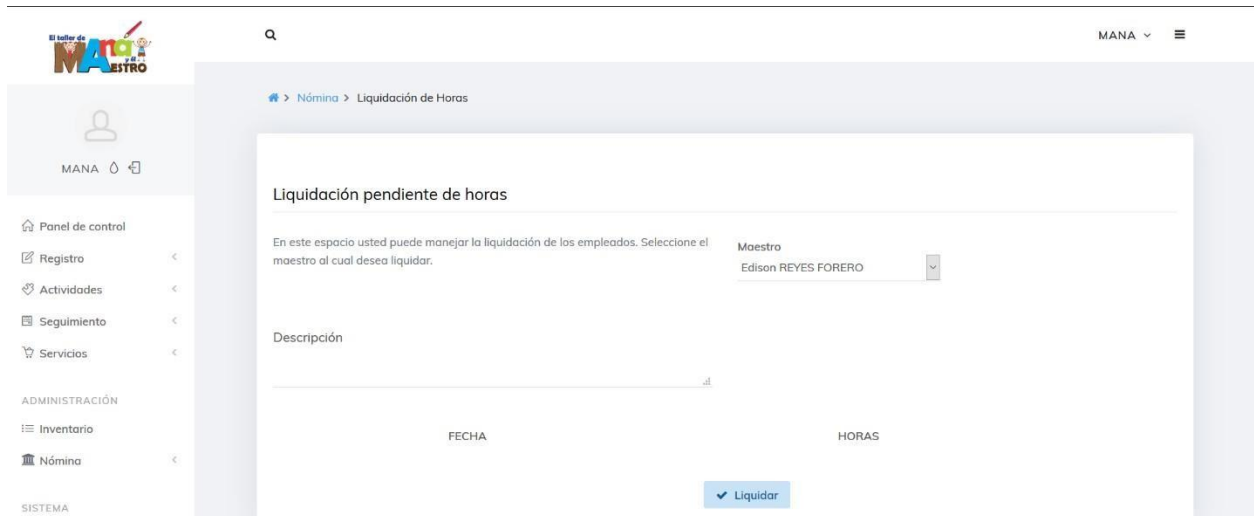 El taller de
MANA
y el
MAESTRO
MANA
MANA
Panel de control
Registro
Actividades
Seguimiento
Servicios
ADMINISTRACIÓN
Inventario
Nómina
SISTEMA
> Nómina > Liquidación de Horas
Liquidación pendiente de horas
En este espacio usted puede manejar la liquidación de los empleados. Seleccione el
maestro al cual desea liquidar.
Maestro
Edison REYES FORERO
Descripción
FECHA HORAS
Liquidar